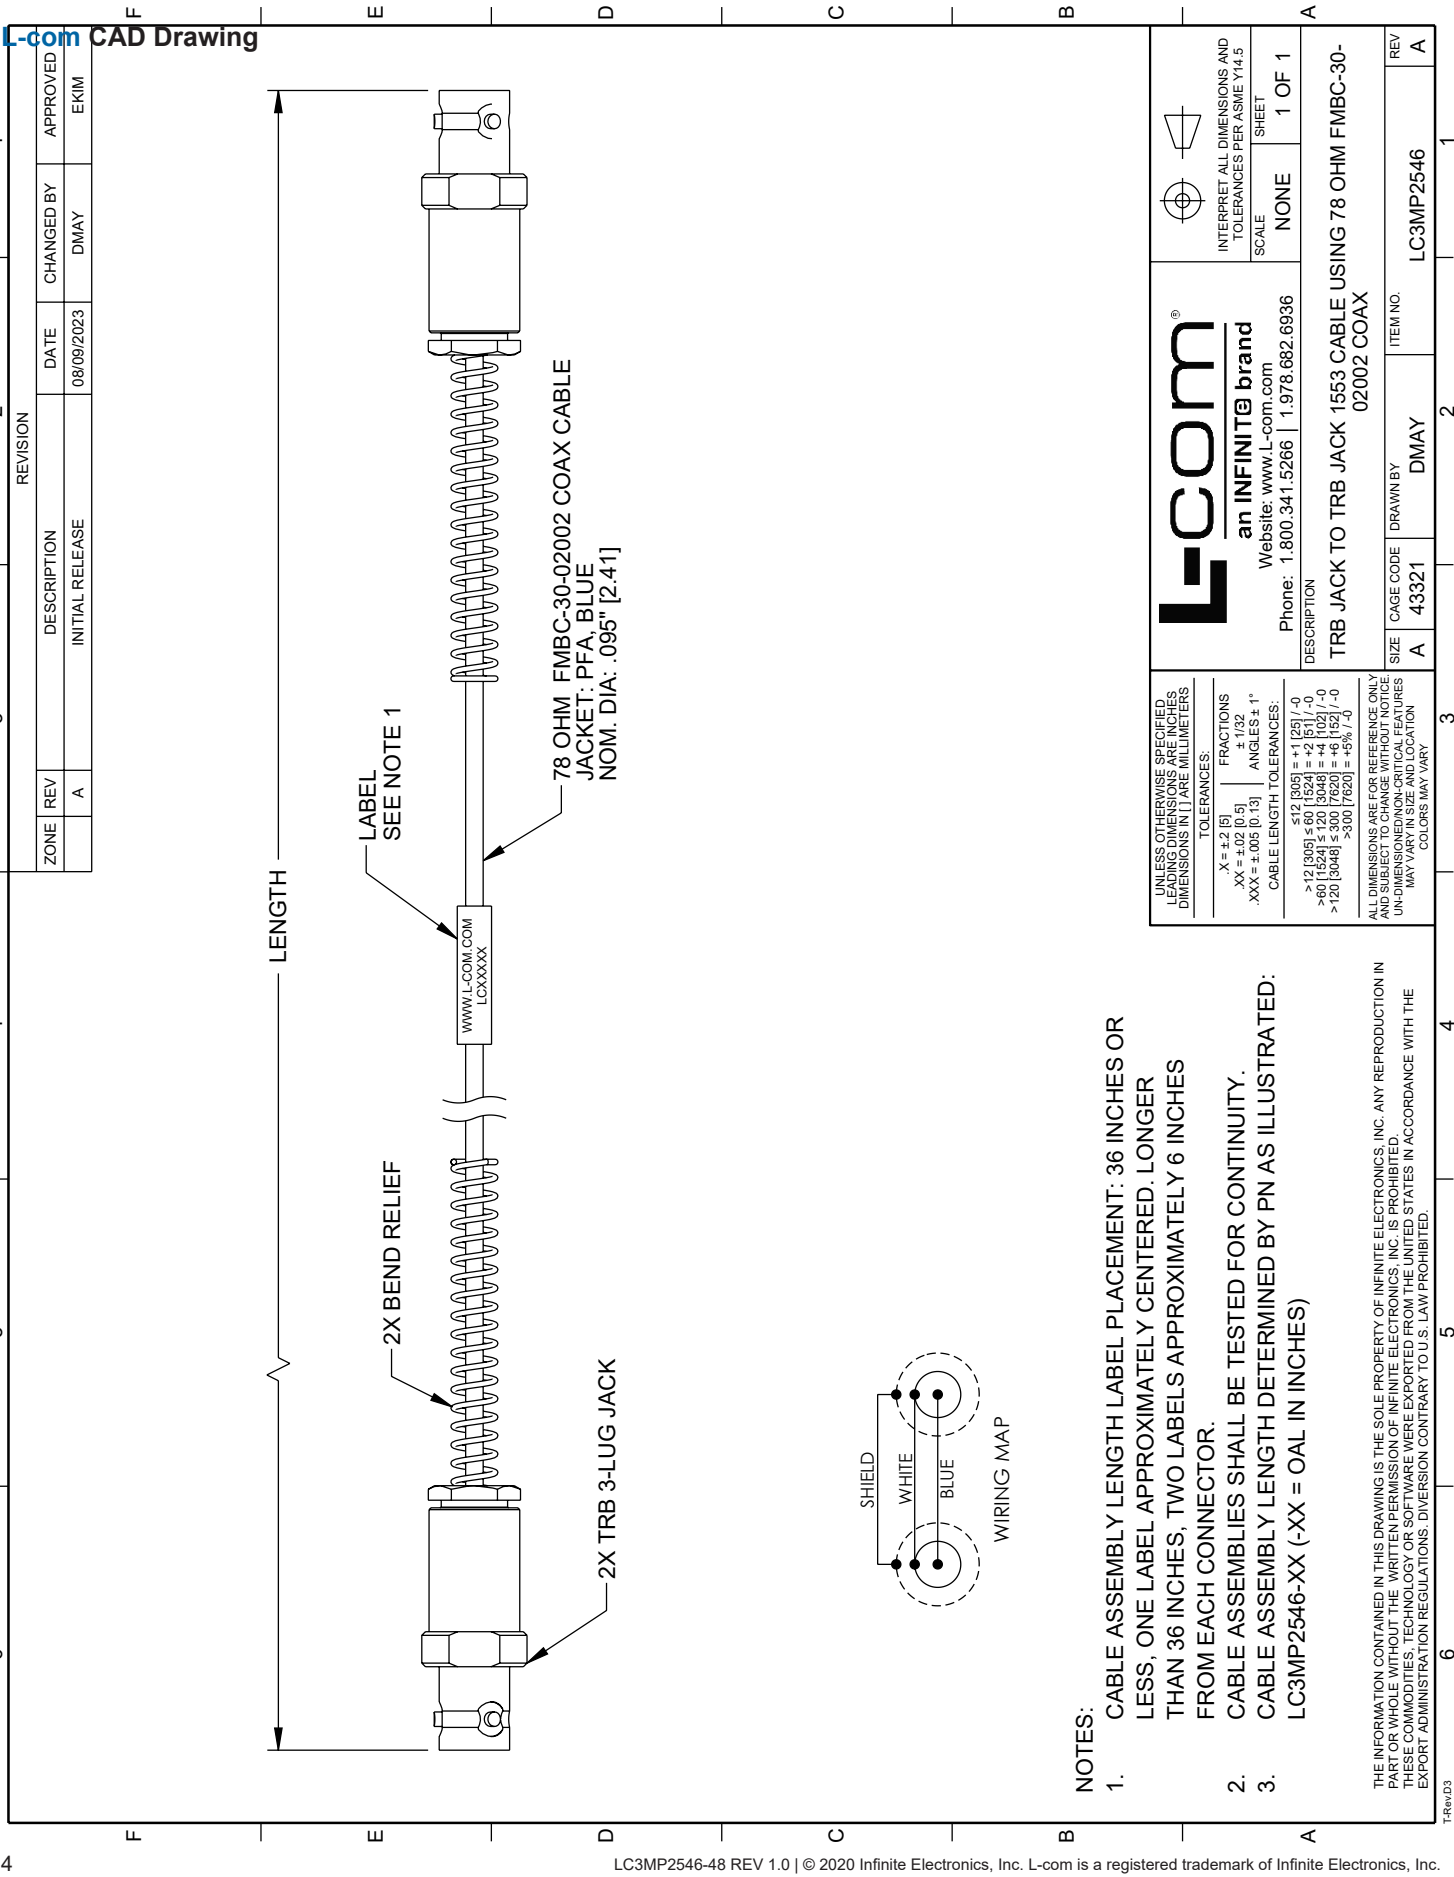 L-com CAD Drawing
REVISION
ZONE REV DESCRIPTION DATE CHANGED BY APPROVED
A INITIAL RELEASE 08/09/2023 DMAY EKIM
LENGTH
LABEL
SEE NOTE 1
WWW.L-COM.COM
LCXXXXX
2X BEND RELIEF
78 OHM FMBC-30-02002 COAX CABLE
JACKET: PFA, BLUE
NOM. DIA: .095" [2.41]
2X TRB 3-LUG JACK
SHIELD
WHITE
BLUE
WIRING MAP
NOTES:
1. CABLE ASSEMBLY LENGTH LABEL PLACEMENT: 36 INCHES OR
LESS, ONE LABEL APPROXIMATELY CENTERED. LONGER
THAN 36 INCHES, TWO LABELS APPROXIMATELY 6 INCHES
FROM EACH CONNECTOR.
2. CABLE ASSEMBLIES SHALL BE TESTED FOR CONTINUITY.
3. CABLE ASSEMBLY LENGTH DETERMINED BY PN AS ILLUSTRATED:
LC3MP2546-XX (-XX = OAL IN INCHES)
THE INFORMATION CONTAINED IN THIS DRAWING IS THE SOLE PROPERTY OF INFINITE ELECTRONICS, INC. ANY REPRODUCTION IN
PART OR WHOLE WITHOUT THE WRITTEN PERMISSION OF INFINITE ELECTRONICS, INC. IS PROHIBITED.
THESE COMMODITIES, TECHNOLOGY OR SOFTWARE WERE EXPORTED FROM THE UNITED STATES IN ACCORDANCE WITH THE
EXPORT ADMINISTRATION REGULATIONS. DIVERSION CONTRARY TO U.S. LAW PROHIBITED.
UNLESS OTHERWISE SPECIFIED
LEADING DIMENSIONS ARE INCHES
DIMENSIONS IN [ ] ARE MILLIMETERS
TOLERANCES:
.X = ±.2 [5] FRACTIONS
.XX = ±.02 [0.5] ± 1/32
.XXX = ±.005 [0.13] ANGLES ± 1°
CABLE LENGTH TOLERANCES:
≤12 [305] = +1 [25] / -0
>12 [305] ≤ 60 [1524] = +2 [51] / -0
>60 [1524] ≤ 120 [3048] = +4 [102] / -0
>120 [3048] ≤ 300 [7620] = +6 [152] / -0
>300 [7620] = +5% / -0
ALL DIMENSIONS ARE FOR REFERENCE ONLY
AND SUBJECT TO CHANGE WITHOUT NOTICE.
UN-DIMENSIONED/NON-CRITICAL FEATURES
MAY VARY IN SIZE AND LOCATION
COLORS MAY VARY
L-com®
an INFINIT@ brand
Website: www.L-com.com
Phone: 1.800.341.5266 | 1.978.682.6936
INTERPRET ALL DIMENSIONS AND
TOLERANCES PER ASME Y14.5
SCALE SHEET
NONE 1 OF 1
DESCRIPTION
TRB JACK TO TRB JACK 1553 CABLE USING 78 OHM FMBC-30-
02002 COAX
SIZE CAGE CODE DRAWN BY ITEM NO. REV
A 43321 DMAY LC3MP2546 A
F E D C B A
F E D C B A
6 5 4 3 2 1
T-Rev.D3
4
LC3MP2546-48 REV 1.0 | © 2020 Infinite Electronics, Inc. L-com is a registered trademark of Infinite Electronics, Inc.